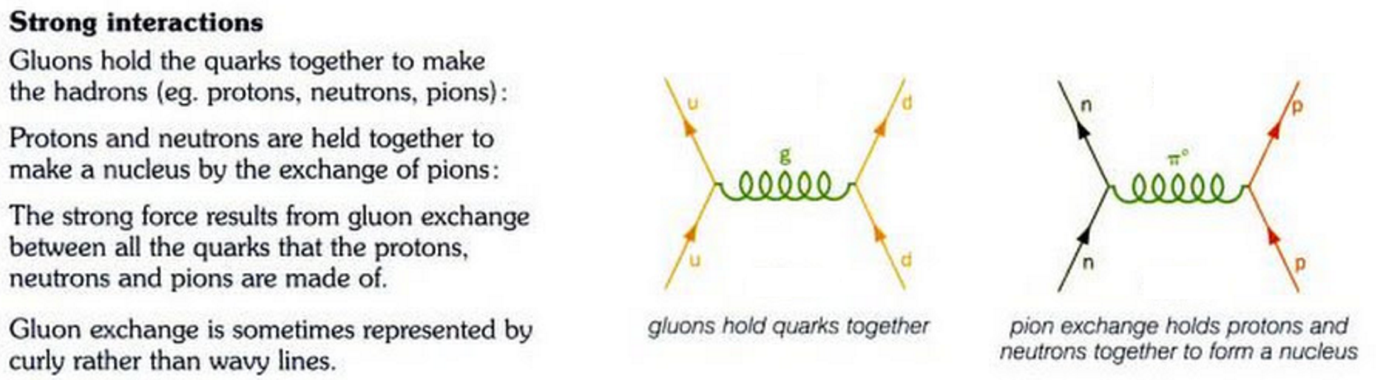 Strong interactions
Gluons hold the quarks together to make
the hadrons (eg. protons, neutrons, pions):
Protons and neutrons are held together to
make a nucleus by the exchange of pions:
The strong force results from gluon exchange
between all the quarks that the protons,
neutrons and pions are made of.
Gluon exchange is sometimes represented by
curly rather than wavy lines.
u
d
g
u
d
gluons hold quarks together
n
p
π°
n
p
pion exchange holds protons and
neutrons together to form a nucleus